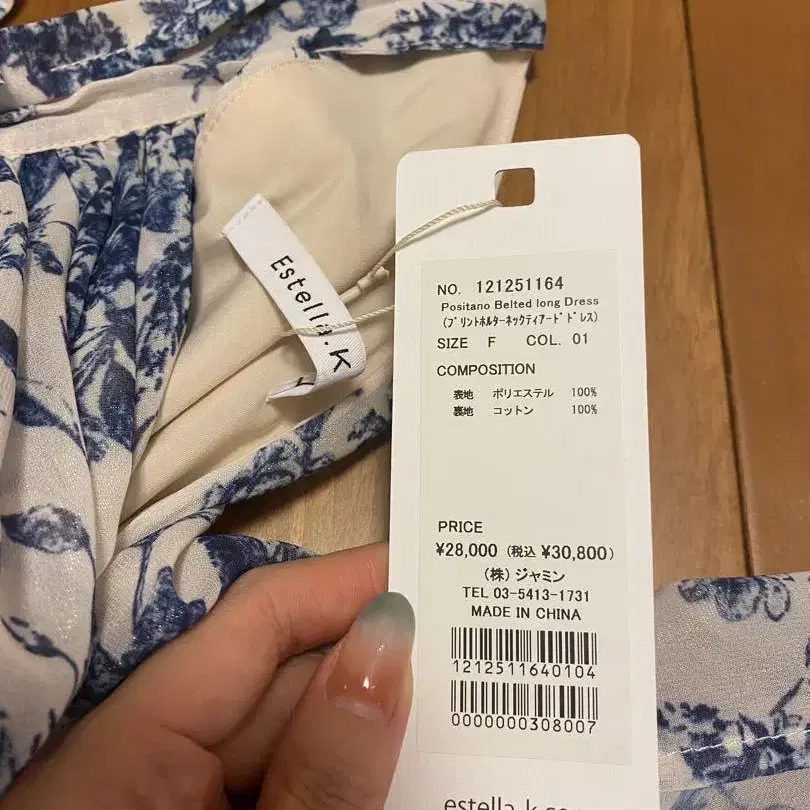 Estella.K
NO. 121251164
Positano Belted long Dress
(ﾌﾟﾘﾝﾄﾎﾙﾀｰﾈｯｸﾃｨｱｰﾄﾞﾄﾞﾚｽ)
SIZE F COL. 01
COMPOSITION
表地 ポリエステル 100%
裏地 コットン 100%
PRICE
¥28,000 (税込 ¥30,800)
(株) ジャミン
TEL 03-5413-1731
MADE IN CHINA
1212511640104
0000000308007